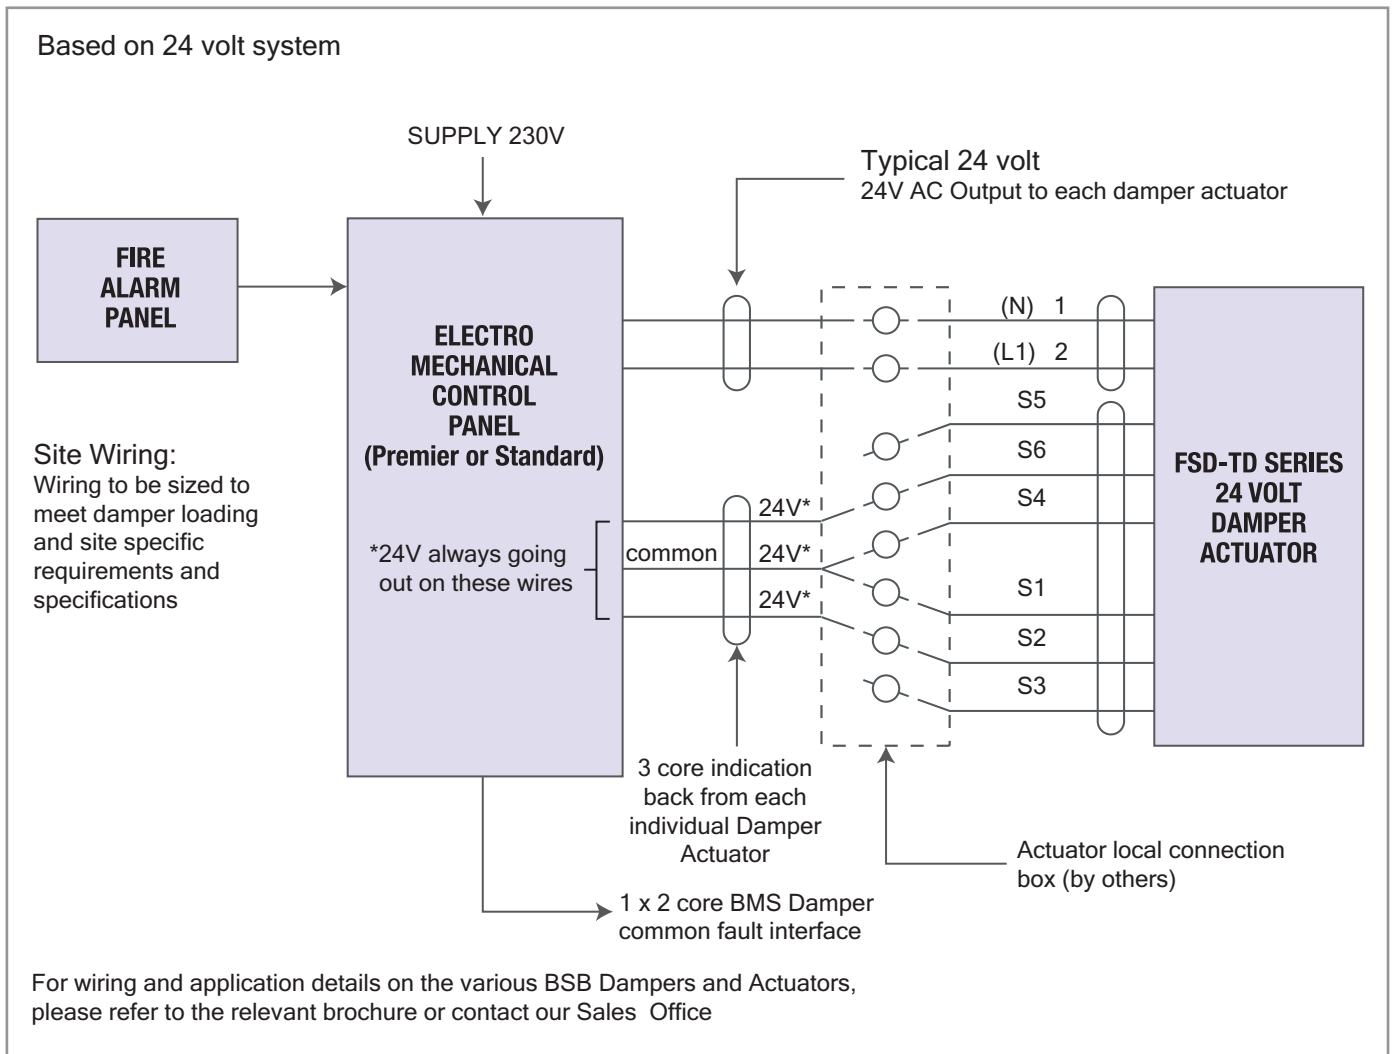 Based on 24 volt system
SUPPLY 230V
Typical 24 volt
24V AC Output to each damper actuator
FIRE
ALARM
PANEL
ELECTRO
MECHANICAL
CONTROL
PANEL
(Premier or Standard)
(N) 1
(L1) 2
S5
S6
S4
S1
S2
S3
FSD-TD SERIES
24 VOLT
DAMPER
ACTUATOR
Site Wiring:
Wiring to be sized to
meet damper loading
and site specific
requirements and
specifications
*24V always going
out on these wires
24V*
common 24V*
24V*
3 core indication
back from each
individual Damper
Actuator
Actuator local connection
box (by others)
1 x 2 core BMS Damper
common fault interface
For wiring and application details on the various BSB Dampers and Actuators,
please refer to the relevant brochure or contact our Sales Office